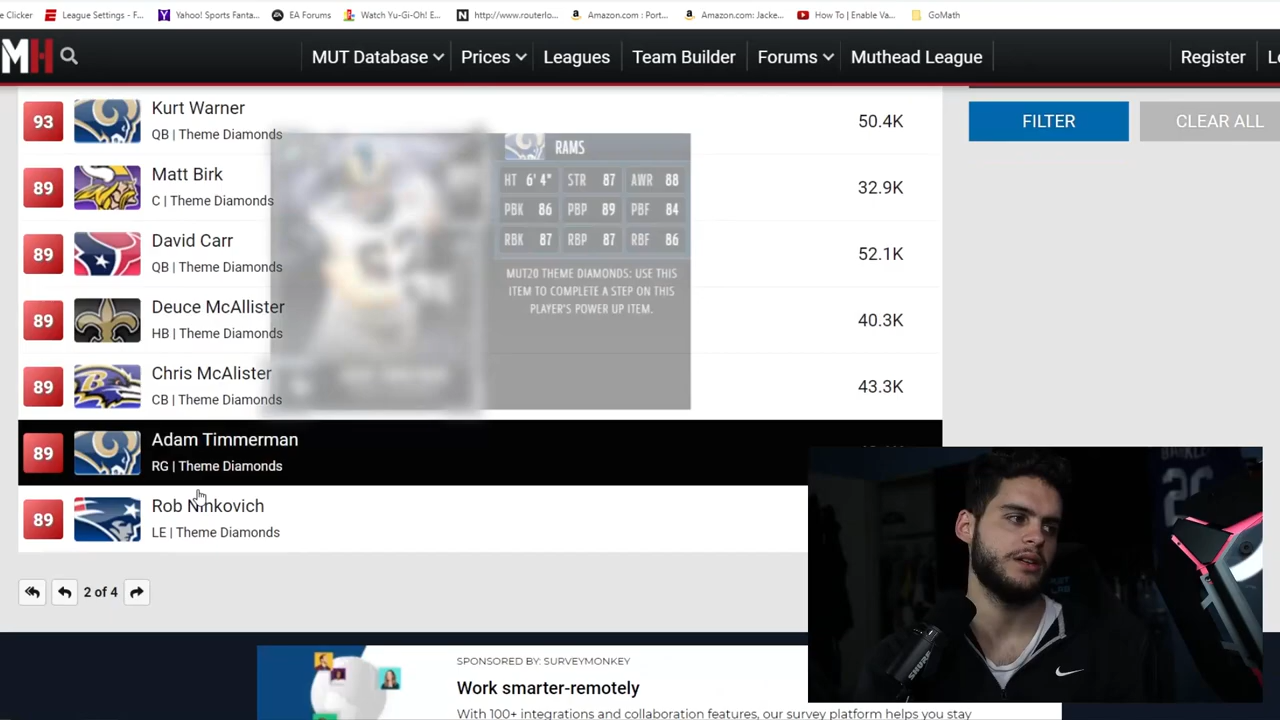 e Clicker
League Settings - F...
Yahoo! Sports Fanta...
EA Forums
Watch Yu-Gi-Oh! E...
http://www.routerlo...
Amazon.com : Port...
Amazon.com: Jacke...
How To | Enable Va...
GoMath
MH
MUT Database
Prices
Leagues
Team Builder
Forums
Muthead League
Register
93
Kurt Warner
QB | Theme Diamonds
50.4K
FILTER
CLEAR ALL
RAMS
HT 6' 4" STR 87 AWR 88
PBK 86 PBP 89 PBF 84
RBK 87 RBP 87 RBF 86
MUT20 THEME DIAMONDS: USE THIS
ITEM TO COMPLETE A STEP ON THIS
PLAYER'S POWER UP ITEM.
89
Matt Birk
C | Theme Diamonds
32.9K
89
David Carr
QB | Theme Diamonds
52.1K
89
Deuce McAllister
HB | Theme Diamonds
40.3K
89
Chris McAlister
CB | Theme Diamonds
43.3K
89
Adam Timmerman
RG | Theme Diamonds
89
Rob Ninkovich
LE | Theme Diamonds
2 of 4
SPONSORED BY: SURVEYMONKEY
Work smarter-remotely
With 100+ integrations and collaboration features, our survey platform helps you stay
SHURE